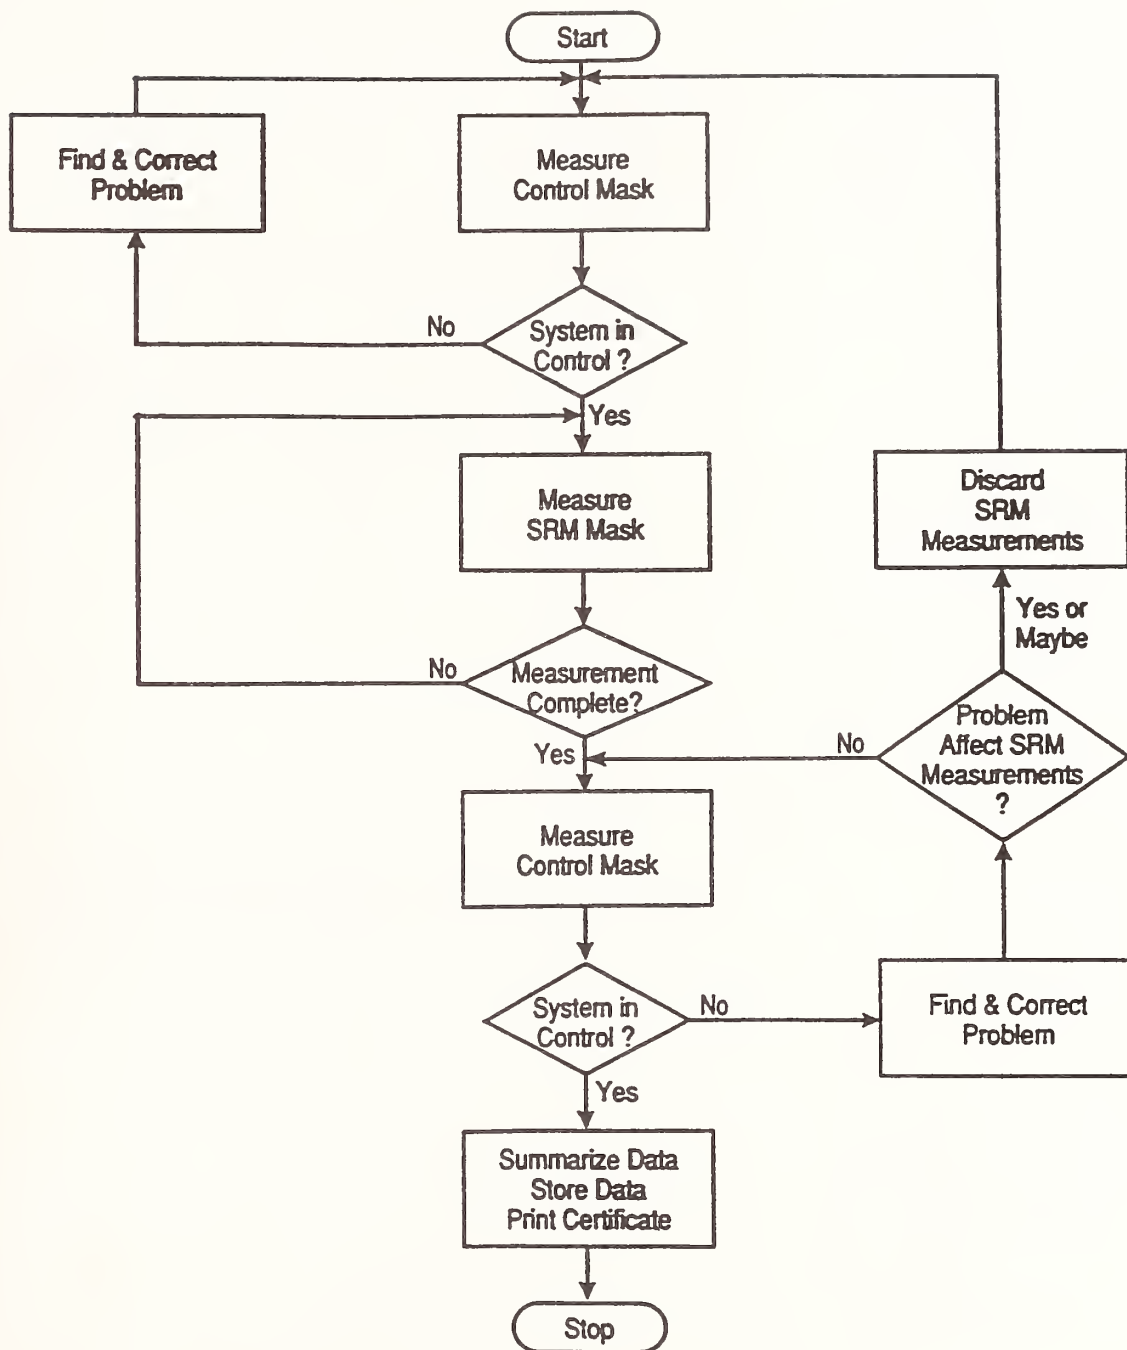 Start
Find & Correct
Problem
Measure
Control Mask
No
System in
Control ?
Yes
Measure
SRM Mask
Discard
SRM
Measurements
Yes or
Maybe
No
Measurement
Complete?
Yes
No
Problem
Affect SRM
Measurements
?
Measure
Control Mask
System in
Control ?
No
Find & Correct
Problem
Yes
Summarize Data
Store Data
Print Certificate
Stop